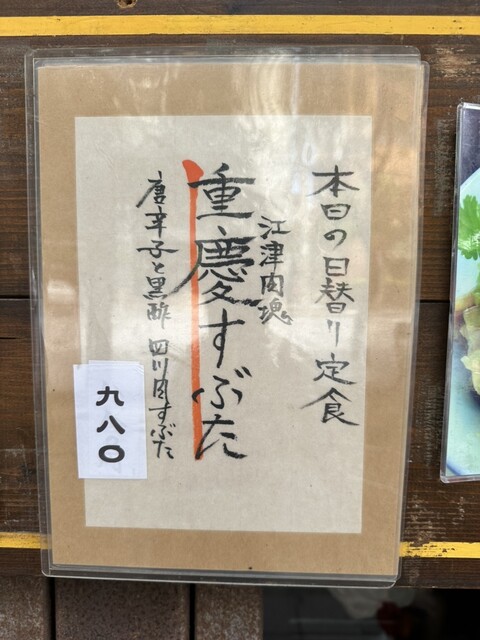 本日の日替り定食
江津肉塊
重慶すぶた
唐辛子と黒酢 四川肉すぶた
九八〇